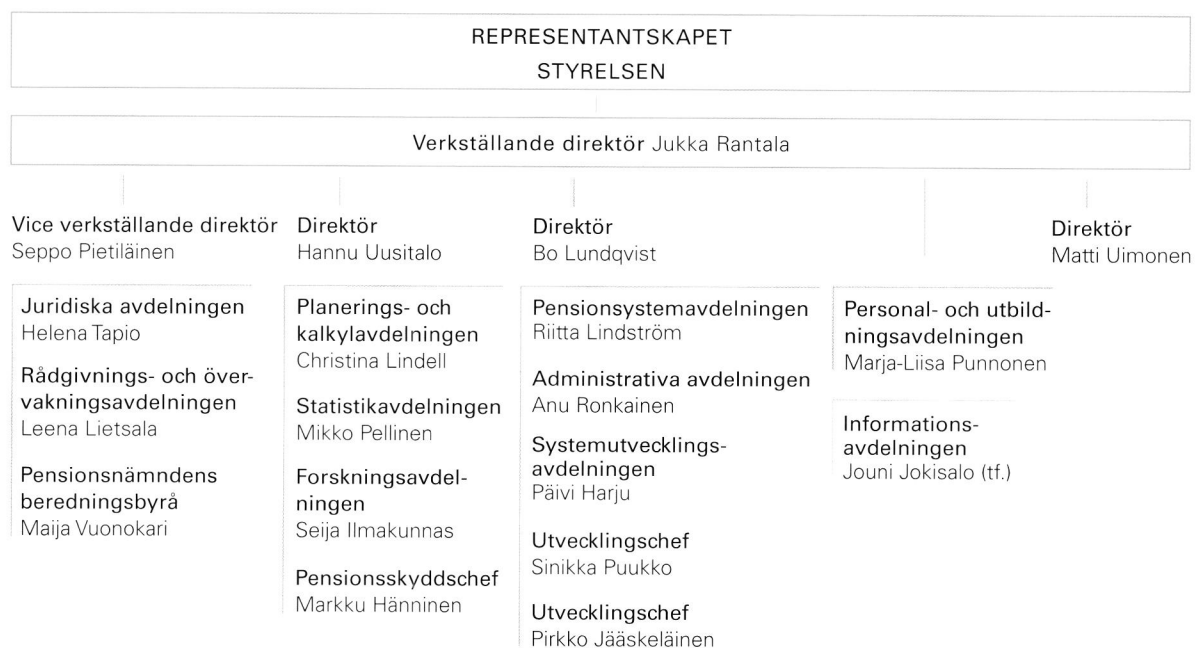 REPRESENTANTSKAPET
STYRELSEN
Verkställande direktör Jukka Rantala
Vice verkställande direktör
Seppo Pietiläinen
Juridiska avdelningen
Helena Tapio
Rådgivnings- och över-
vakningsavdelningen
Leena Lietsala
Pensionsnämndens
beredningsbyrå
Maija Vuonokari
Direktör
Hannu Uusitalo
Planerings- och
kalkylavdelningen
Christina Lindell
Statistikavdelningen
Mikko Pellinen
Forskningsavdel-
ningen
Seija Ilmakunnas
Pensionsskyddschef
Markku Hänninen
Direktör
Bo Lundqvist
Pensionsystemavdelningen
Riitta Lindström
Administrativa avdelningen
Anu Ronkainen
Systemutvecklings-
avdelningen
Päivi Harju
Utvecklingschef
Sinikka Puukko
Utvecklingschef
Pirkko Jääskeläinen
Personal- och utbild-
ningsavdelningen
Marja-Liisa Punnonen
Informations-
avdelningen
Jouni Jokisalo (tf.)
Direktör
Matti Uimonen